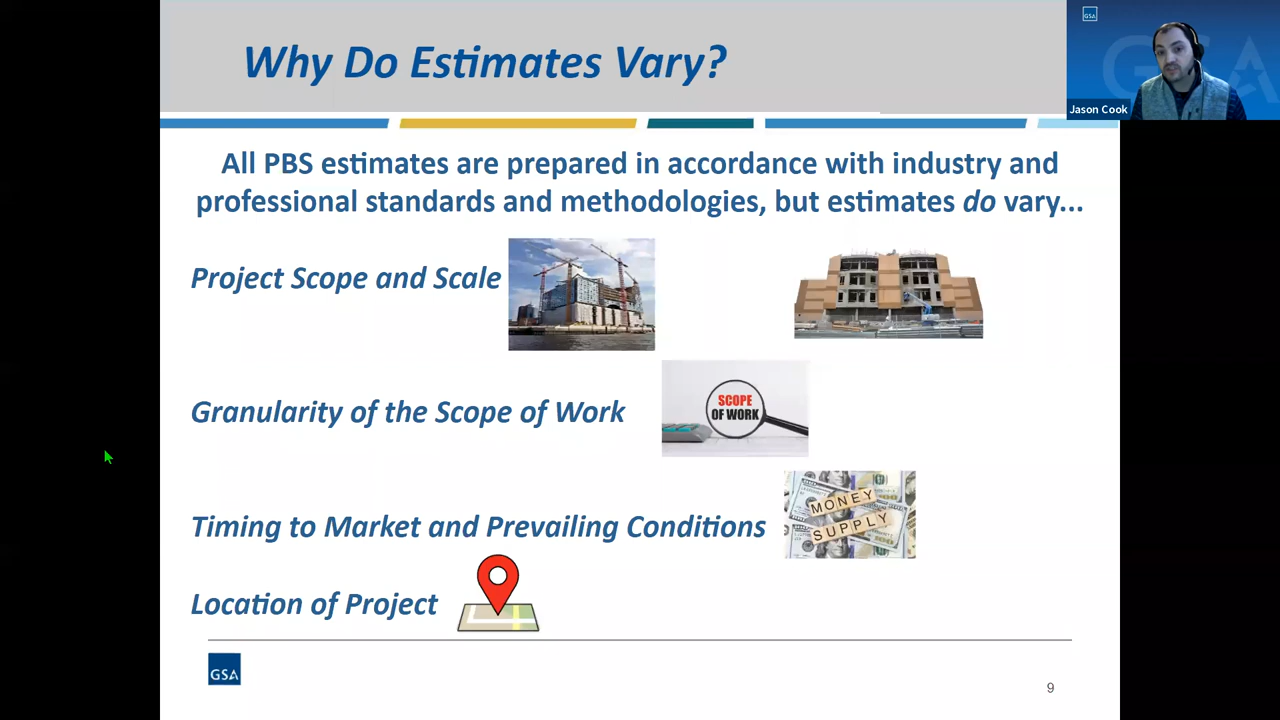 Why Do Estimates Vary?
GSA
GSA
Jason Cook
All PBS estimates are prepared in accordance with industry and
professional standards and methodologies, but estimates do vary...
Project Scope and Scale
Granularity of the Scope of Work
SCOPE
OF WORK
Timing to Market and Prevailing Conditions
MONEY
SUPPLY
Location of Project
GSA
9